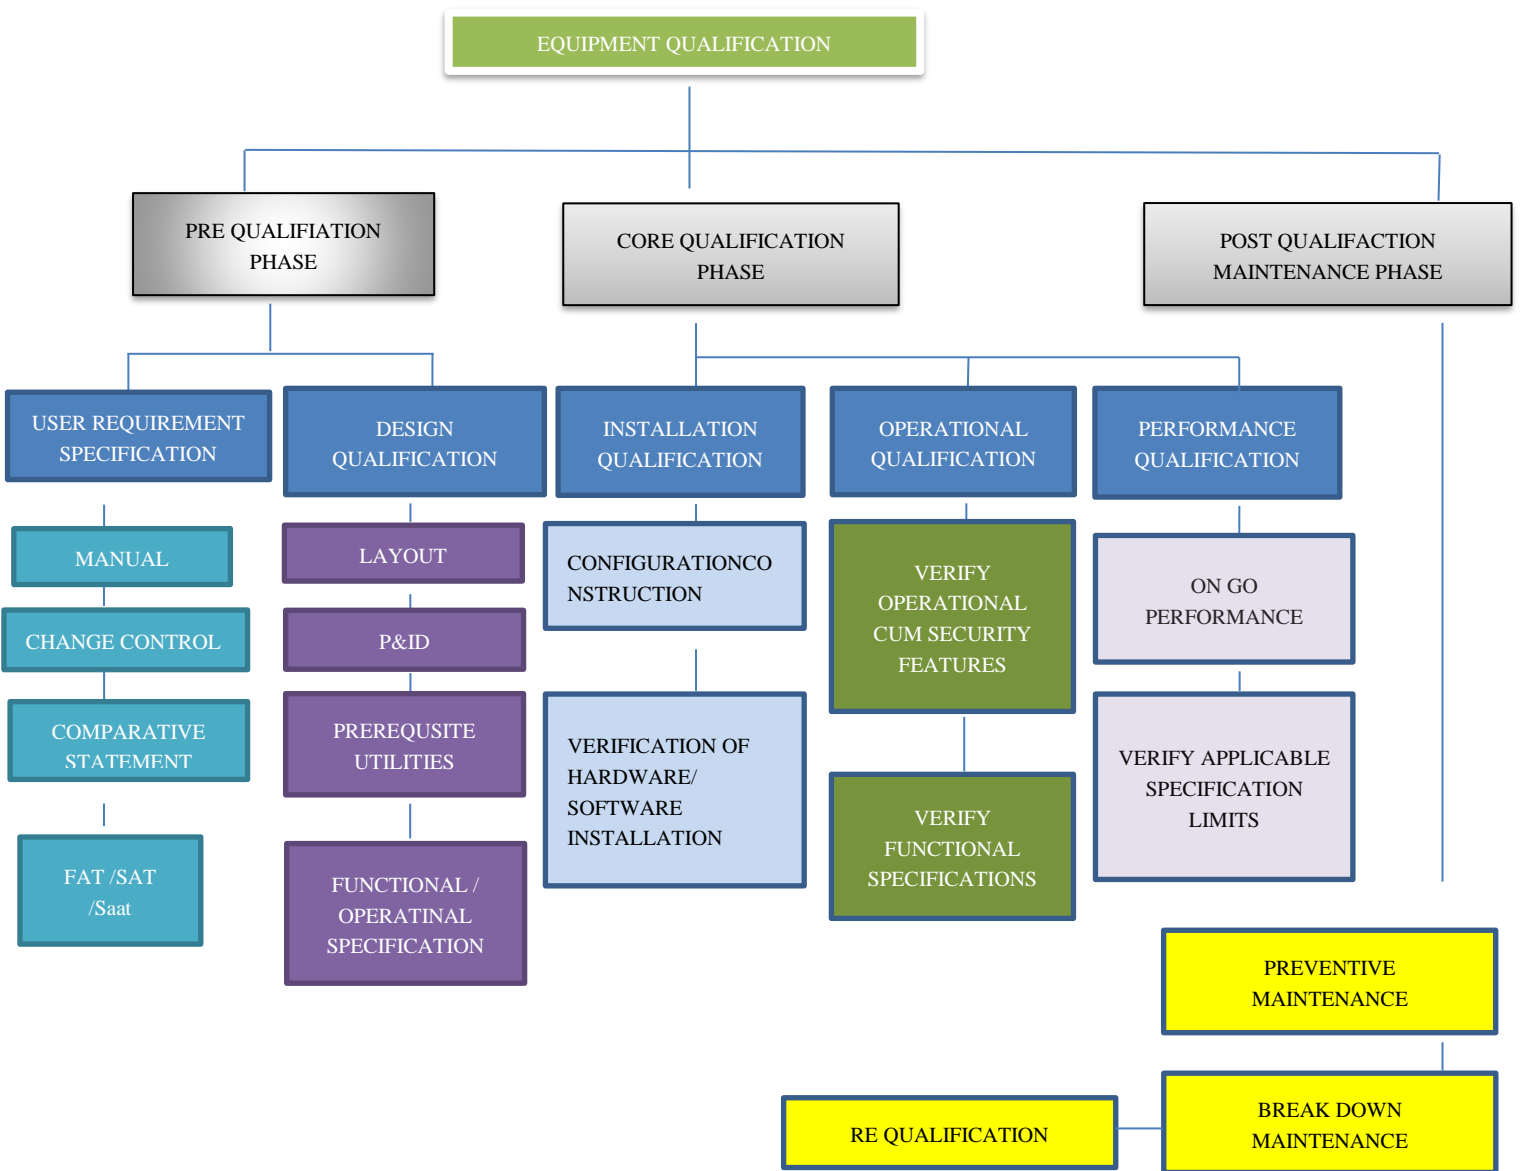 EQUIPMENT QUALIFICATION
PRE QUALIFIATION
PHASE
CORE QUALIFICATION
PHASE
POST QUALIFACTION
MAINTENANCE PHASE
USER REQUIREMENT
SPECIFICATION
DESIGN
QUALIFICATION
INSTALLATION
QUALIFICATION
OPERATIONAL
QUALIFICATION
PERFORMANCE
QUALIFICATION
MANUAL
CHANGE CONTROL
COMPARATIVE
STATEMENT
FAT /SAT
/Saat
LAYOUT
P&ID
PREREQUSITE
UTILITIES
FUNCTIONAL /
OPERATINAL
SPECIFICATION
CONFIGURATIONCO
NSTRUCTION
VERIFICATION OF
HARDWARE/
SOFTWARE
INSTALLATION
VERIFY
OPERATIONAL
CUM SECURITY
FEATURES
VERIFY
FUNCTIONAL
SPECIFICATIONS
ON GO
PERFORMANCE
VERIFY APPLICABLE
SPECIFICATION
LIMITS
PREVENTIVE
MAINTENANCE
BREAK DOWN
MAINTENANCE
RE QUALIFICATION